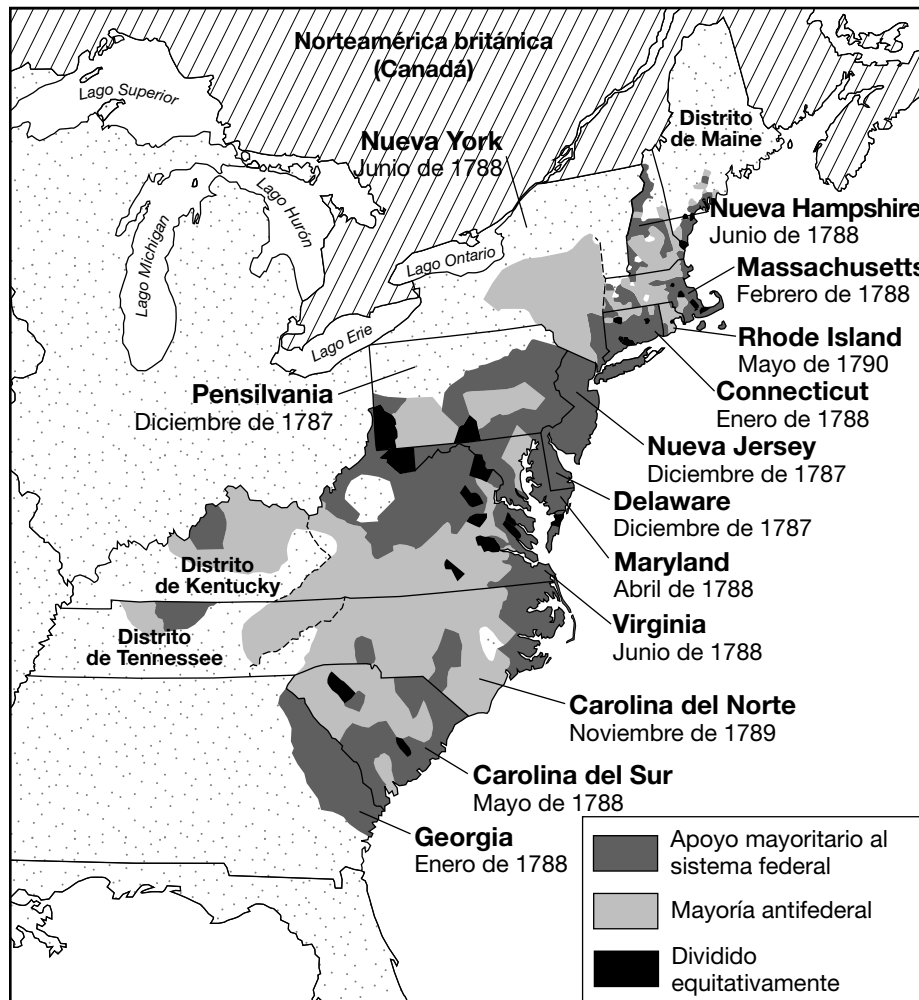 Norteamérica británica
(Canadá)
Lago Superior
Distrito
de Maine
Nueva York
Junio de 1788
Lago Michigan
Lago Hurón
Nueva Hampshire
Junio de 1788
Lago Ontario
Massachusetts
Febrero de 1788
Lago Erie
Rhode Island
Mayo de 1790
Pensilvania
Diciembre de 1787
Connecticut
Enero de 1788
Nueva Jersey
Diciembre de 1787
Delaware
Diciembre de 1787
Distrito
de Kentucky
Maryland
Abril de 1788
Distrito
de Tennessee
Virginia
Junio de 1788
Carolina del Norte
Noviembre de 1789
Carolina del Sur
Mayo de 1788
Georgia
Enero de 1788
Apoyo mayoritario al
sistema federal
Mayoría antifederal
Dividido
equitativamente